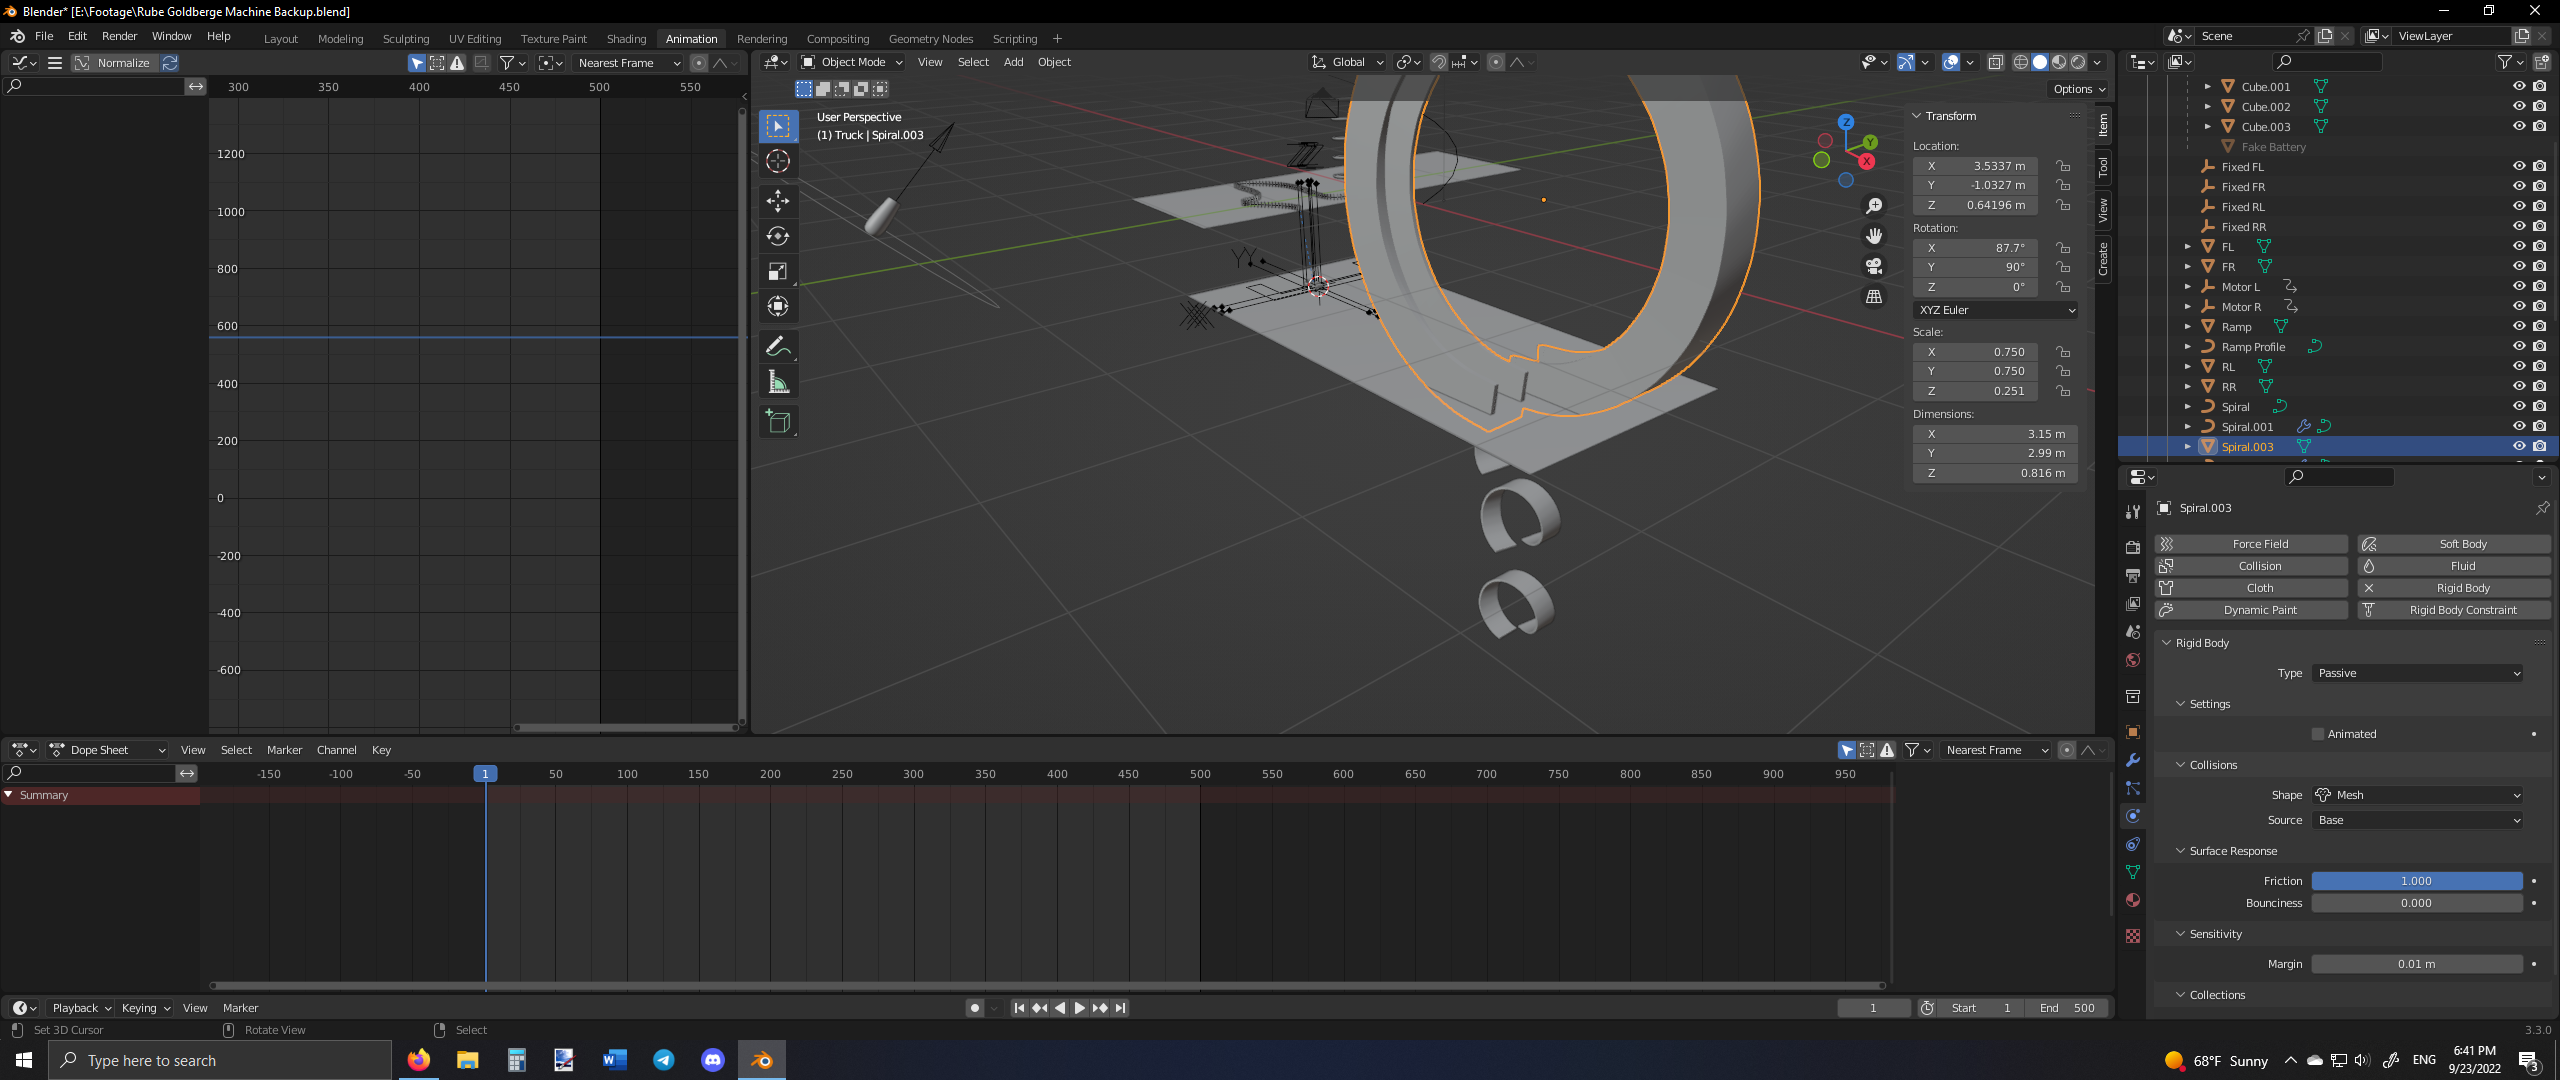 Blender* [E:\Footage\Rube Goldberge Machine Backup.blend]
File Edit Render Window Help Layout Modeling Sculpting UV Editing Texture Paint Shading Animation Rendering Compositing Geometry Nodes Scripting +
Scene ViewLayer
Normalize Nearest Frame
300 350 400 450 500 550
1200
1000
800
600
400
200
0
-200
-400
-600
Object Mode View Select Add Object Global
Options
User Perspective
(1) Truck | Spiral.003
Z
Y
X
Item
Tool
View
Create
Transform
Location:
X 3.5337 m
Y -1.0327 m
Z 0.64196 m
Rotation:
X 87.7°
Y 90°
Z 0°
XYZ Euler
Scale:
X 0.750
Y 0.750
Z 0.251
Dimensions:
X 3.15 m
Y 2.99 m
Z 0.816 m
Cube.001
Cube.002
Cube.003
Fake Battery
Fixed FL
Fixed FR
Fixed RL
Fixed RR
FL
FR
Motor L
Motor R
Ramp
Ramp Profile
RL
RR
Spiral
Spiral.001
Spiral.003
Spiral.003
Force Field Soft Body
Collision Fluid
Cloth Rigid Body
Dynamic Paint Rigid Body Constraint
Rigid Body
Type Passive
Settings
Animated
Collisions
Shape Mesh
Source Base
Surface Response
Friction 1.000
Bounciness 0.000
Sensitivity
Margin 0.01 m
Collections
Dope Sheet View Select Marker Channel Key Nearest Frame
-150 -100 -50 1 50 100 150 200 250 300 350 400 450 500 550 600 650 700 750 800 850 900 950
Summary
Playback Keying View Marker 1 Start 1 End 500
Set 3D Cursor Rotate View Select 3.3.0
Type here to search
68°F Sunny ENG
6:41 PM
9/23/2022
3